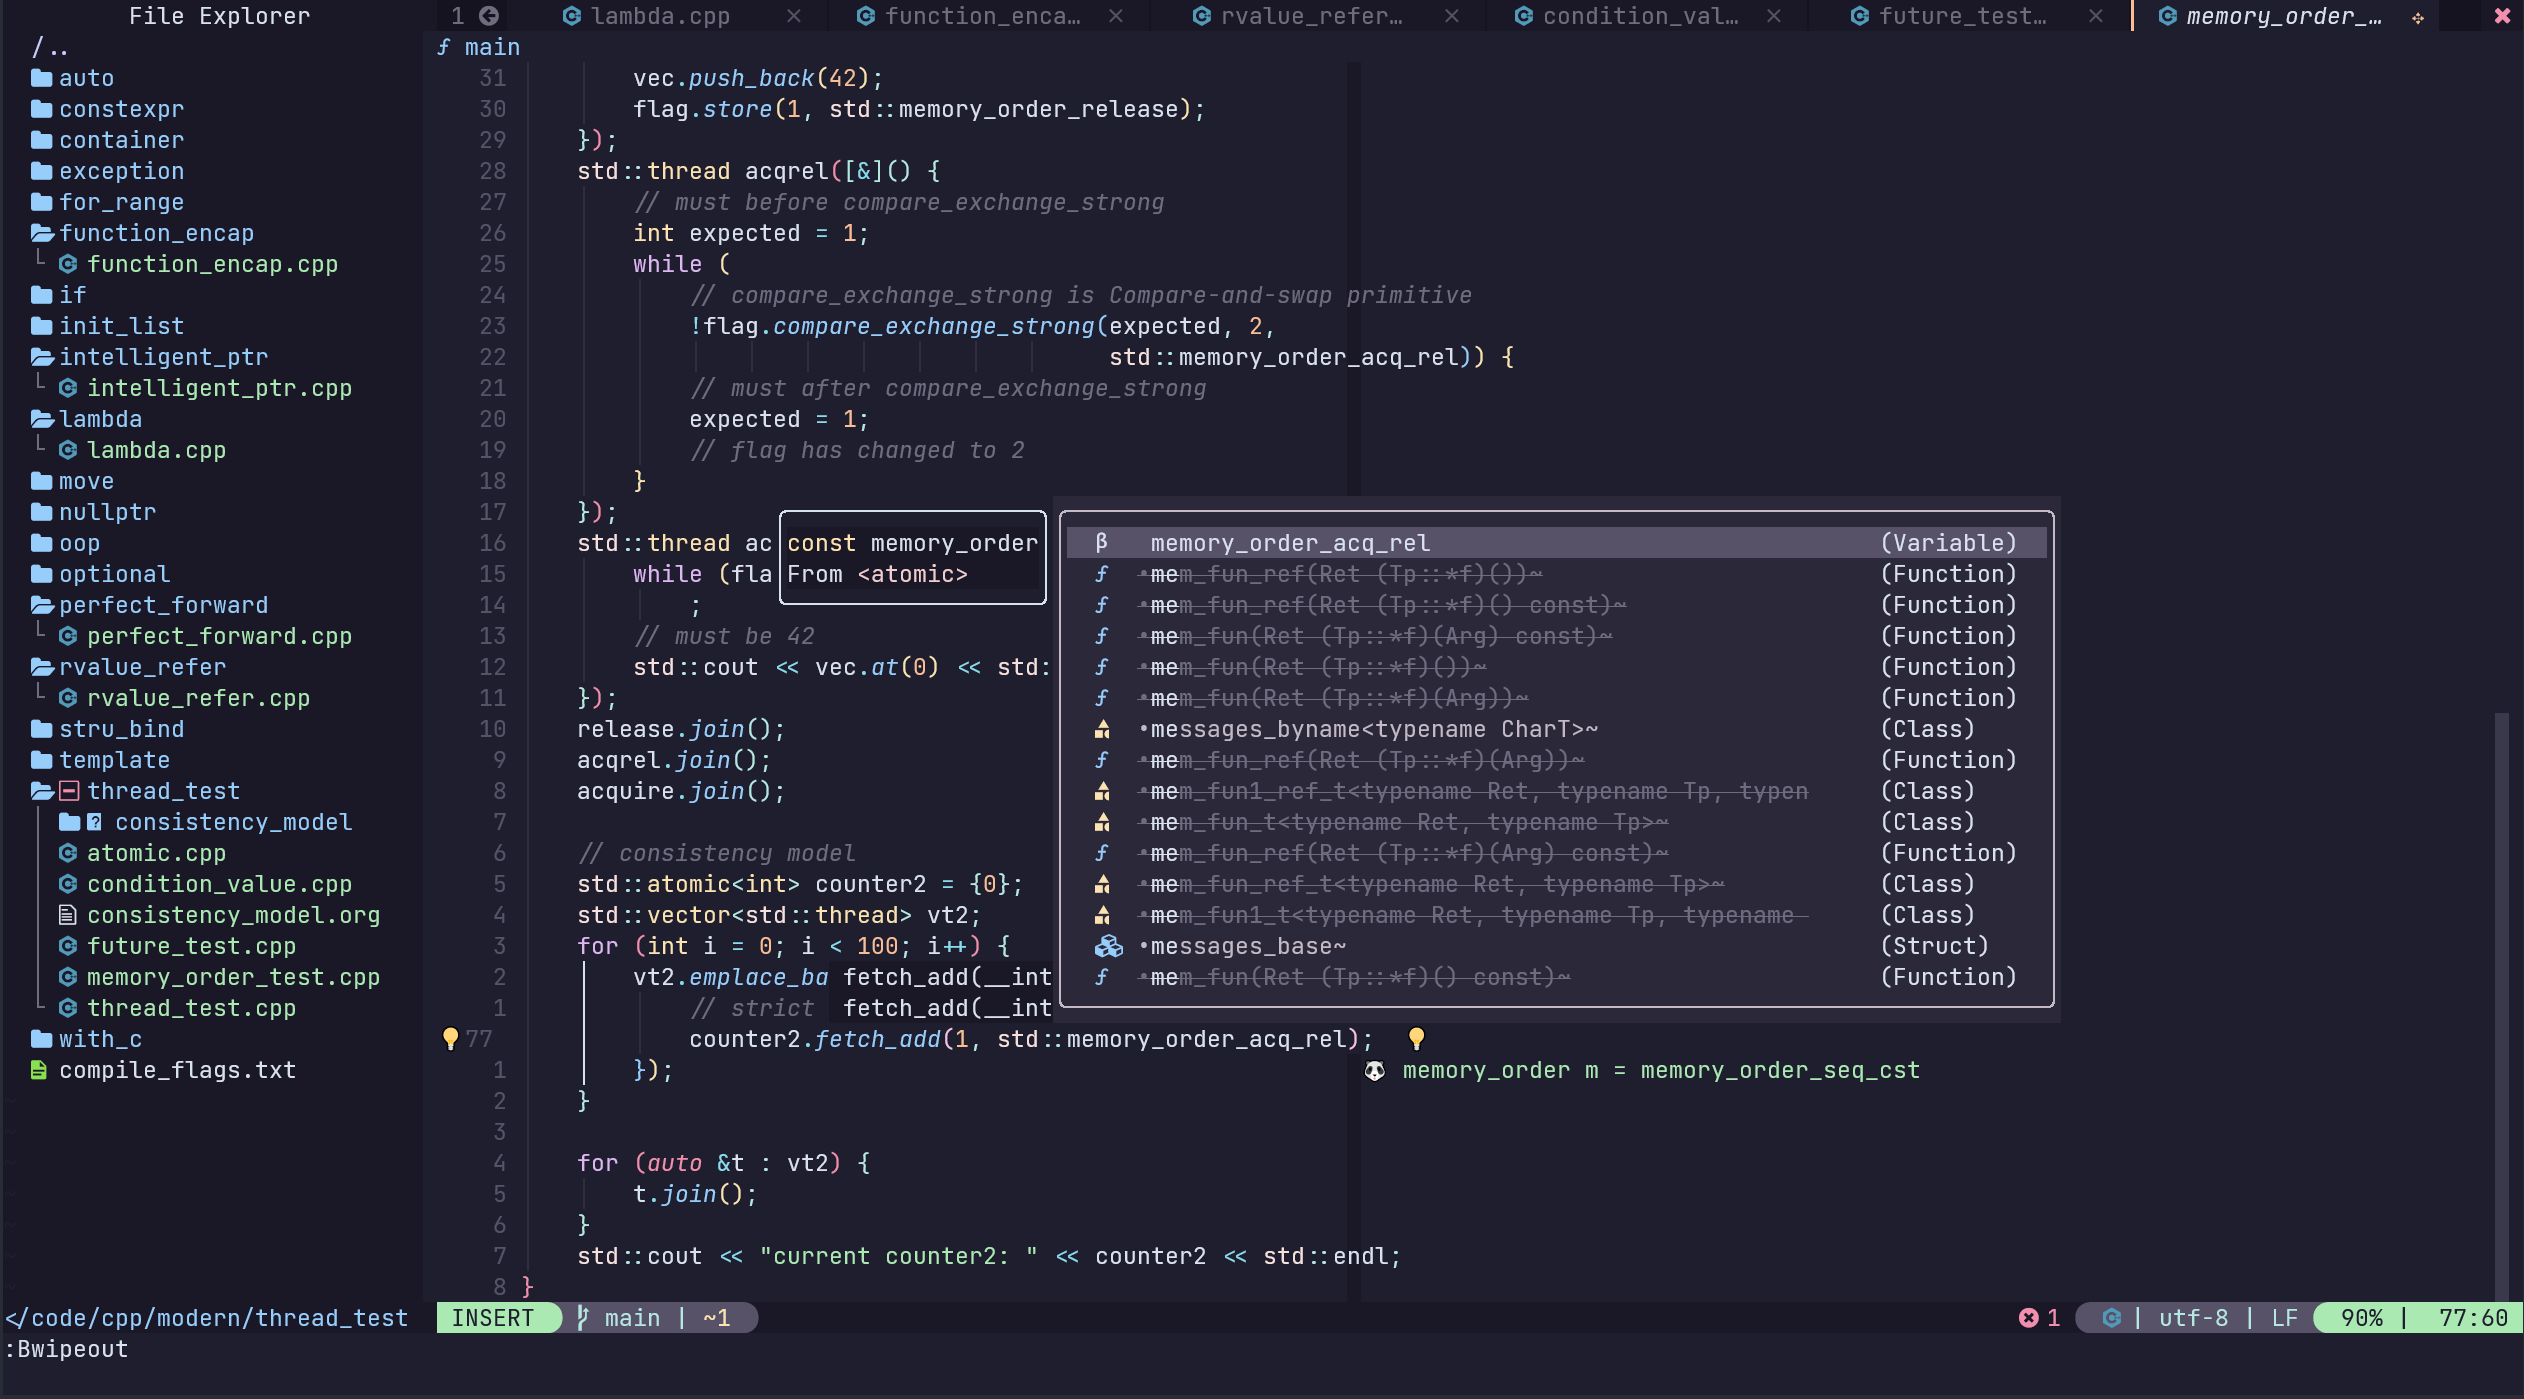 File Explorer
/..
auto
constexpr
container
exception
for_range
function_encap
function_encap.cpp
if
init_list
intelligent_ptr
intelligent_ptr.cpp
lambda
lambda.cpp
move
nullptr
oop
optional
perfect_forward
perfect_forward.cpp
rvalue_refer
rvalue_refer.cpp
stru_bind
template
thread_test
? consistency_model
atomic.cpp
condition_value.cpp
consistency_model.org
future_test.cpp
memory_order_test.cpp
thread_test.cpp
with_c
compile_flags.txt
1 lambda.cpp × function_enca… × rvalue_refer… × condition_val… × future_test… × memory_order_…
f main
31 vec.push_back(42);
30 flag.store(1, std::memory_order_release);
29 });
28 std::thread acqrel([&]() {
27 // must before compare_exchange_strong
26 int expected = 1;
25 while (
24 // compare_exchange_strong is Compare-and-swap primitive
23 !flag.compare_exchange_strong(expected, 2,
22 std::memory_order_acq_rel)) {
21 // must after compare_exchange_strong
20 expected = 1;
19 // flag has changed to 2
18 }
17 });
16 std::thread ac
15 while (fla
14 ;
13 // must be 42
12 std::cout << vec.at(0) << std:
11 });
10 release.join();
9 acqrel.join();
8 acquire.join();
7
6 // consistency model
5 std::atomic<int> counter2 = {0};
4 std::vector<std::thread> vt2;
3 for (int i = 0; i < 100; i++) {
2 vt2.emplace_ba fetch_add(__int
1 // strict fetch_add(__int
77 counter2.fetch_add(1, std::memory_order_acq_rel);
1 });
memory_order m = memory_order_seq_cst
2 }
3
4 for (auto &t : vt2) {
5 t.join();
6 }
7 std::cout << "current counter2: " << counter2 << std::endl;
8 }
const memory_order
From <atomic>
β memory_order_acq_rel (Variable)
f •mem_fun_ref(Ret (Tp::*f)())~ (Function)
f •mem_fun_ref(Ret (Tp::*f)() const)~ (Function)
f •mem_fun(Ret (Tp::*f)(Arg) const)~ (Function)
f •mem_fun(Ret (Tp::*f)())~ (Function)
f •mem_fun(Ret (Tp::*f)(Arg))~ (Function)
•messages_byname<typename CharT>~ (Class)
f •mem_fun_ref(Ret (Tp::*f)(Arg))~ (Function)
•mem_fun1_ref_t<typename Ret, typename Tp, typen (Class)
•mem_fun_t<typename Ret, typename Tp>~ (Class)
f •mem_fun_ref(Ret (Tp::*f)(Arg) const)~ (Function)
•mem_fun_ref_t<typename Ret, typename Tp>~ (Class)
•mem_fun1_t<typename Ret, typename Tp, typename (Class)
•messages_base~ (Struct)
f •mem_fun(Ret (Tp::*f)() const)~ (Function)
</code/cpp/modern/thread_test INSERT main | ~1 1 | utf-8 | LF 90% | 77:60
:Bwipeout